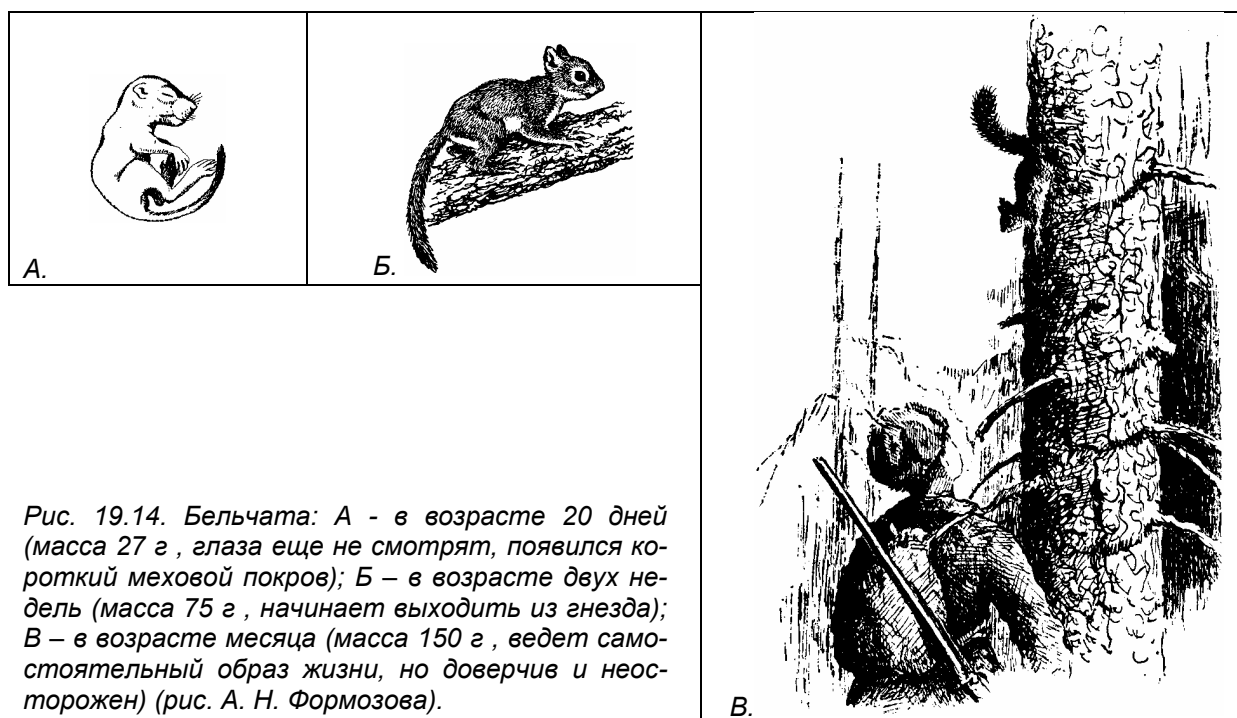 А.
Б.
Рис. 19.14. Бельчата: А - в возрасте 20 дней
(масса 27 г , глаза еще не смотрят, появился ко-
роткий меховой покров); Б – в возрасте двух не-
дель (масса 75 г , начинает выходить из гнезда);
В – в возрасте месяца (масса 150 г , ведет само-
стоятельный образ жизни, но доверчив и неос-
торожен) (рис. А. Н. Формозова).
В.